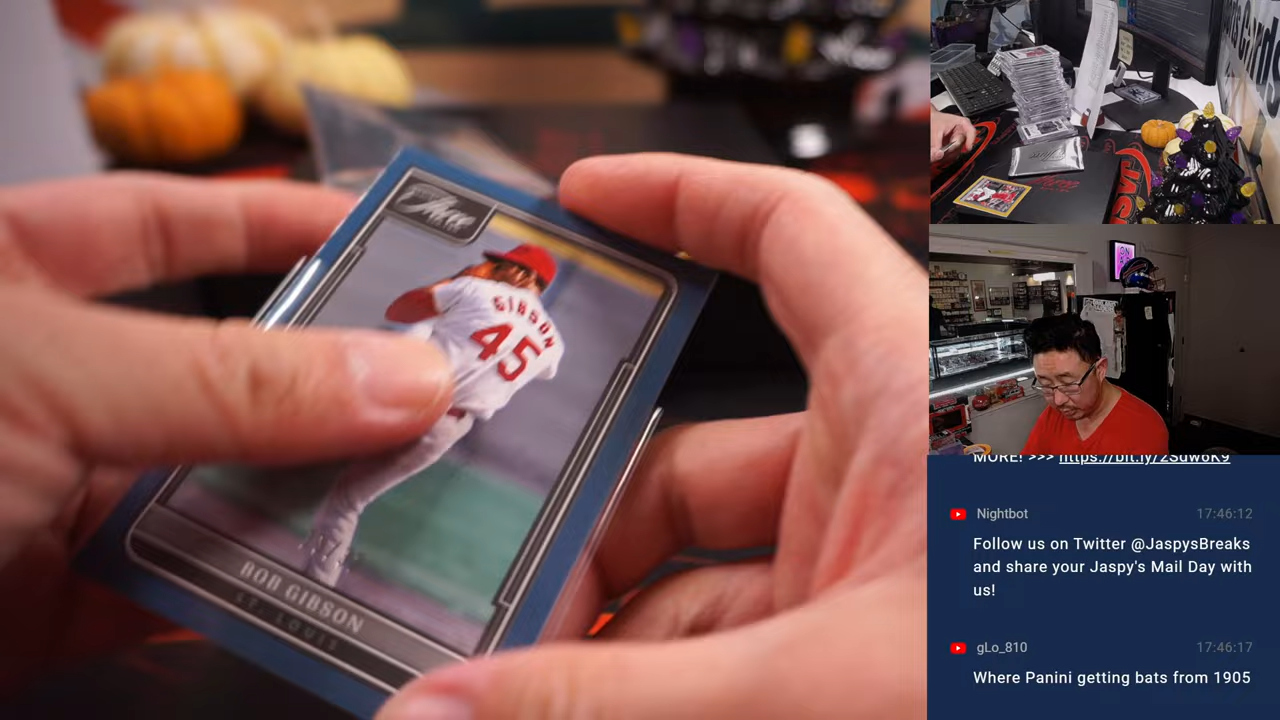 Three
GIBSON
45
BOB GIBSON
ST. LOUIS
MORE! >>> https://bit.ly/2Sdw6K9
Nightbot 17:46:12
Follow us on Twitter @JaspysBreaks
and share your Jaspy's Mail Day with
us!
gLo_810 17:46:17
Where Panini getting bats from 1905